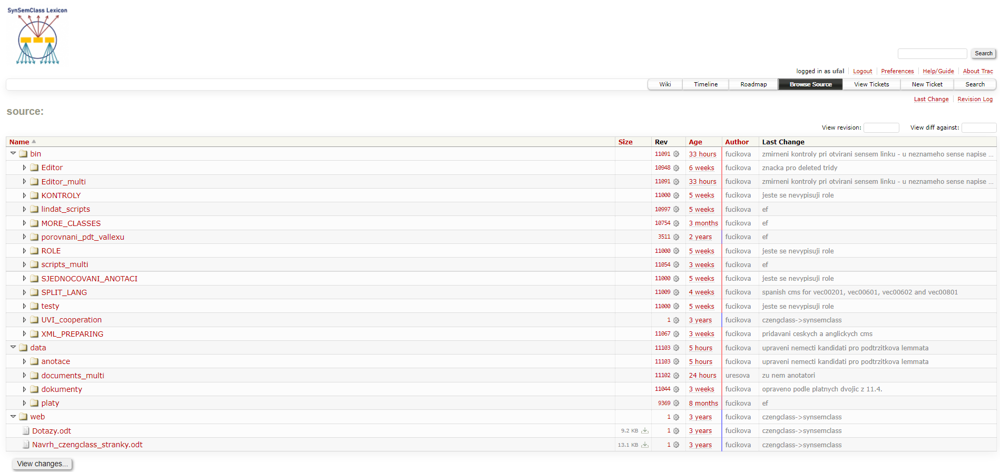 SynSemClass Lexicon
Search
logged in as ufal Logout Preferences Help/Guide About Trac
Wiki Timeline Roadmap Browse Source View Tickets New Ticket Search
Last Change Revision Log
source:
View revision: View diff against:
Name Size Rev Age Author Last Change
bin 11091 33 hours fucikova zmirneni kontroly pri otvirani sensem linku - u neznameho sense napise ...
Editor 10948 6 weeks fucikova znacka pro deleted tridy
Editor_multi 11091 33 hours fucikova zmirneni kontroly pri otvirani sensem linku - u neznameho sense napise ...
KONTROLY 11000 5 weeks fucikova jeste se nevypisuji role
lindat_scripts 10997 5 weeks fucikova ef
MORE_CLASSES 10754 3 months fucikova ef
porovnani_pdt_vallexu 3511 2 years fucikova ef
ROLE 11000 5 weeks fucikova jeste se nevypisuji role
scripts_multi 11054 3 weeks fucikova ef
SJEDNOCOVANI_ANOTACI 11000 5 weeks fucikova jeste se nevypisuji role
SPLIT_LANG 11009 4 weeks fucikova spanish cms for vec00201, vec00601, vec00602 and vec00801
testy 11000 5 weeks fucikova jeste se nevypisuji role
UVI_cooperation 1 3 years fucikova czengclass->synsemclass
XML_PREPARING 11067 3 weeks fucikova pridavani ceskych a anglickych cms
data 11103 5 hours fucikova upraveni nemecti kandidati pro podtrzitkova lemmata
anotace 11103 5 hours fucikova upraveni nemecti kandidati pro podtrzitkova lemmata
documents_multi 11102 24 hours uresova zu nem anotatori
dokumenty 11044 3 weeks fucikova opraveno podle platnych dvojic z 11.4.
platy 9369 8 months fucikova ef
web 1 3 years fucikova czengclass->synsemclass
Dotazy.odt 9.2 KB 1 3 years fucikova czengclass->synsemclass
Navrh_czengclass_stranky.odt 13.1 KB 1 3 years fucikova czengclass->synsemclass
View changes...